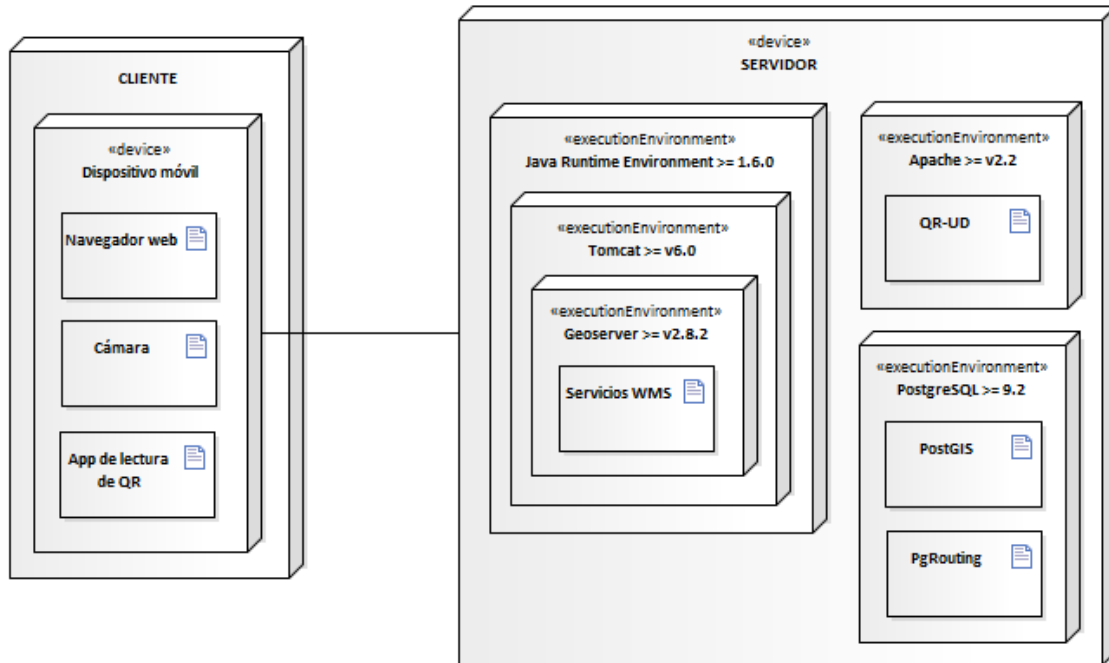 CLIENTE
«device»
Dispositivo móvil
Navegador web
Cámara
App de lectura
de QR
«device»
SERVIDOR
«executionEnvironment»
Java Runtime Environment >= 1.6.0
«executionEnvironment»
Tomcat >= v6.0
«executionEnvironment»
Geoserver >= v2.8.2
Servicios WMS
«executionEnvironment»
Apache >= v2.2
QR-UD
«executionEnvironment»
PostgreSQL >= 9.2
PostGIS
PgRouting